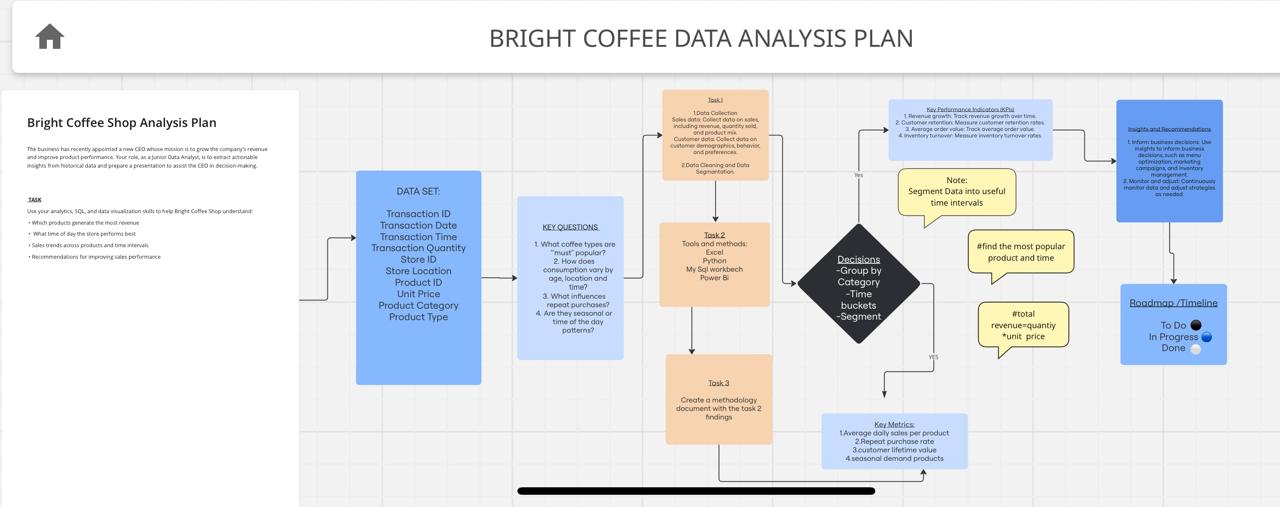 BRIGHT COFFEE DATA ANALYSIS PLAN
Bright Coffee Shop Analysis Plan
The business has recently appointed a new CEO whose mission is to grow the company's revenue
and improve product performance. Your role, as a Junior Data Analyst, is to extract actionable
insights from historical data and prepare a presentation to assist the CEO in decision-making.
TASK
Use your analytics, SQL, and data visualization skills to help Bright Coffee Shop understand:
• Which products generate the most revenue
• What time of day the store performs best
• Sales trends across products and time intervals
• Recommendations for improving sales performance
DATA SET:
Transaction ID
Transaction Date
Transaction Time
Transaction Quantity
Store ID
Store Location
Product ID
Unit Price
Product Category
Product Type
KEY QUESTIONS
1. What coffee types are
"must" popular?
2. How does
consumption vary by
age, location and
time?
3. What influences
repeat purchases?
4. Are they seasonal or
time of the day
patterns?
Task 1
1.Data Collection
Sales data: Collect data on sales,
including revenue, quantity sold,
and product mix.
Customer data: Collect data on
customer demographics, behavior,
and preferences.
2.Data Cleaning and Data
Segmantation.
Task 2
Tools and methods:
Excel
Python
My Sql workbech
Power Bi
Task 3
Create a methodology
document with the task 2
findings
Decisions
-Group by
Category
-Time
buckets
-Segment
Yes
YES
Key Performance Indicators (KPIs)
1. Revenue growth: Track revenue growth over time.
2. Customer retention: Measure customer retention rates.
3. Average order value: Track average order value.
4. Inventory turnover: Measure inventory turnover rates
Note:
Segment Data into useful
time intervals
#find the most popular
product and time
#total
revenue=quantiy
*unit price
Key Metrics:
1.Average daily sales per product
2.Repeat purchase rate
3.customer lifetime value
4.seasonal demand products
Insights and Recommendations
1. Inform business decisions: Use
insights to inform business
decisions, such as menu
optimization, marketing
campaigns, and inventory
management.
2. Monitor and adjust: Continuously
monitor data and adjust strategies
as needed.
Roadmap /Timeline
To Do
In Progress
Done